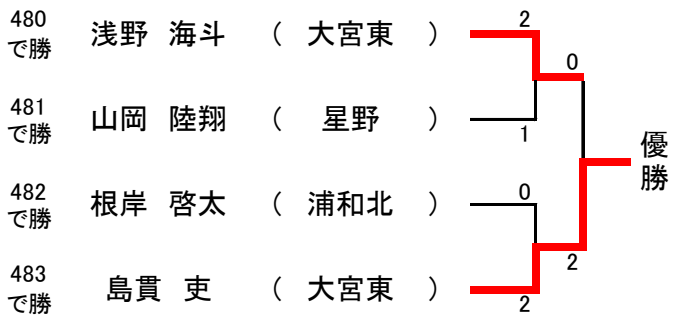 480
で勝 浅野 海斗 ( 大宮東 ) 2
0
481
で勝 山岡 陸翔 ( 星野 ) 1
優勝
482
で勝 根岸 啓太 ( 浦和北 ) 0
2
483
で勝 島貫 吏 ( 大宮東 ) 2